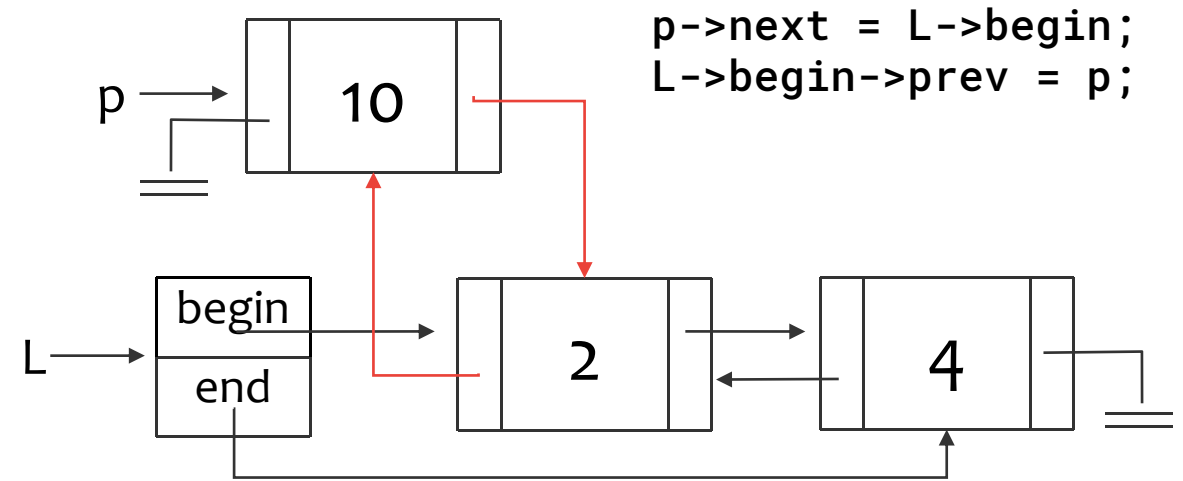 p->next = L->begin;
L->begin->prev = p;
p
10
begin
L
end
2
4